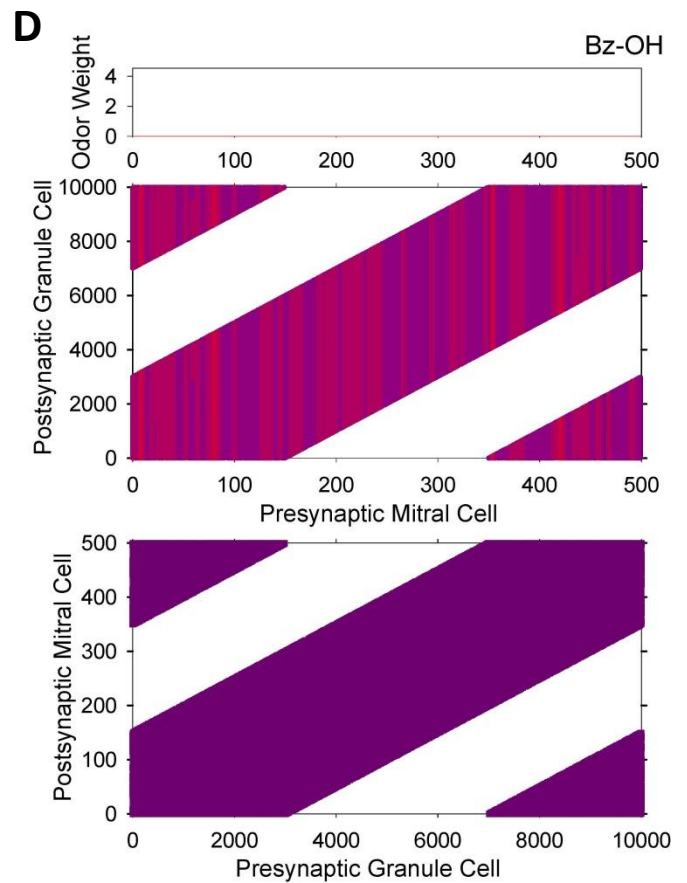 D
Bz-OH
Odor Weight
4
2
0
0 100 200 300 400 500
Postsynaptic Granule Cell
10000
8000
6000
4000
2000
0
0 100 200 300 400 500
Presynaptic Mitral Cell
Postsynaptic Mitral Cell
500
400
300
200
100
0
0 2000 4000 6000 8000 10000
Presynaptic Granule Cell